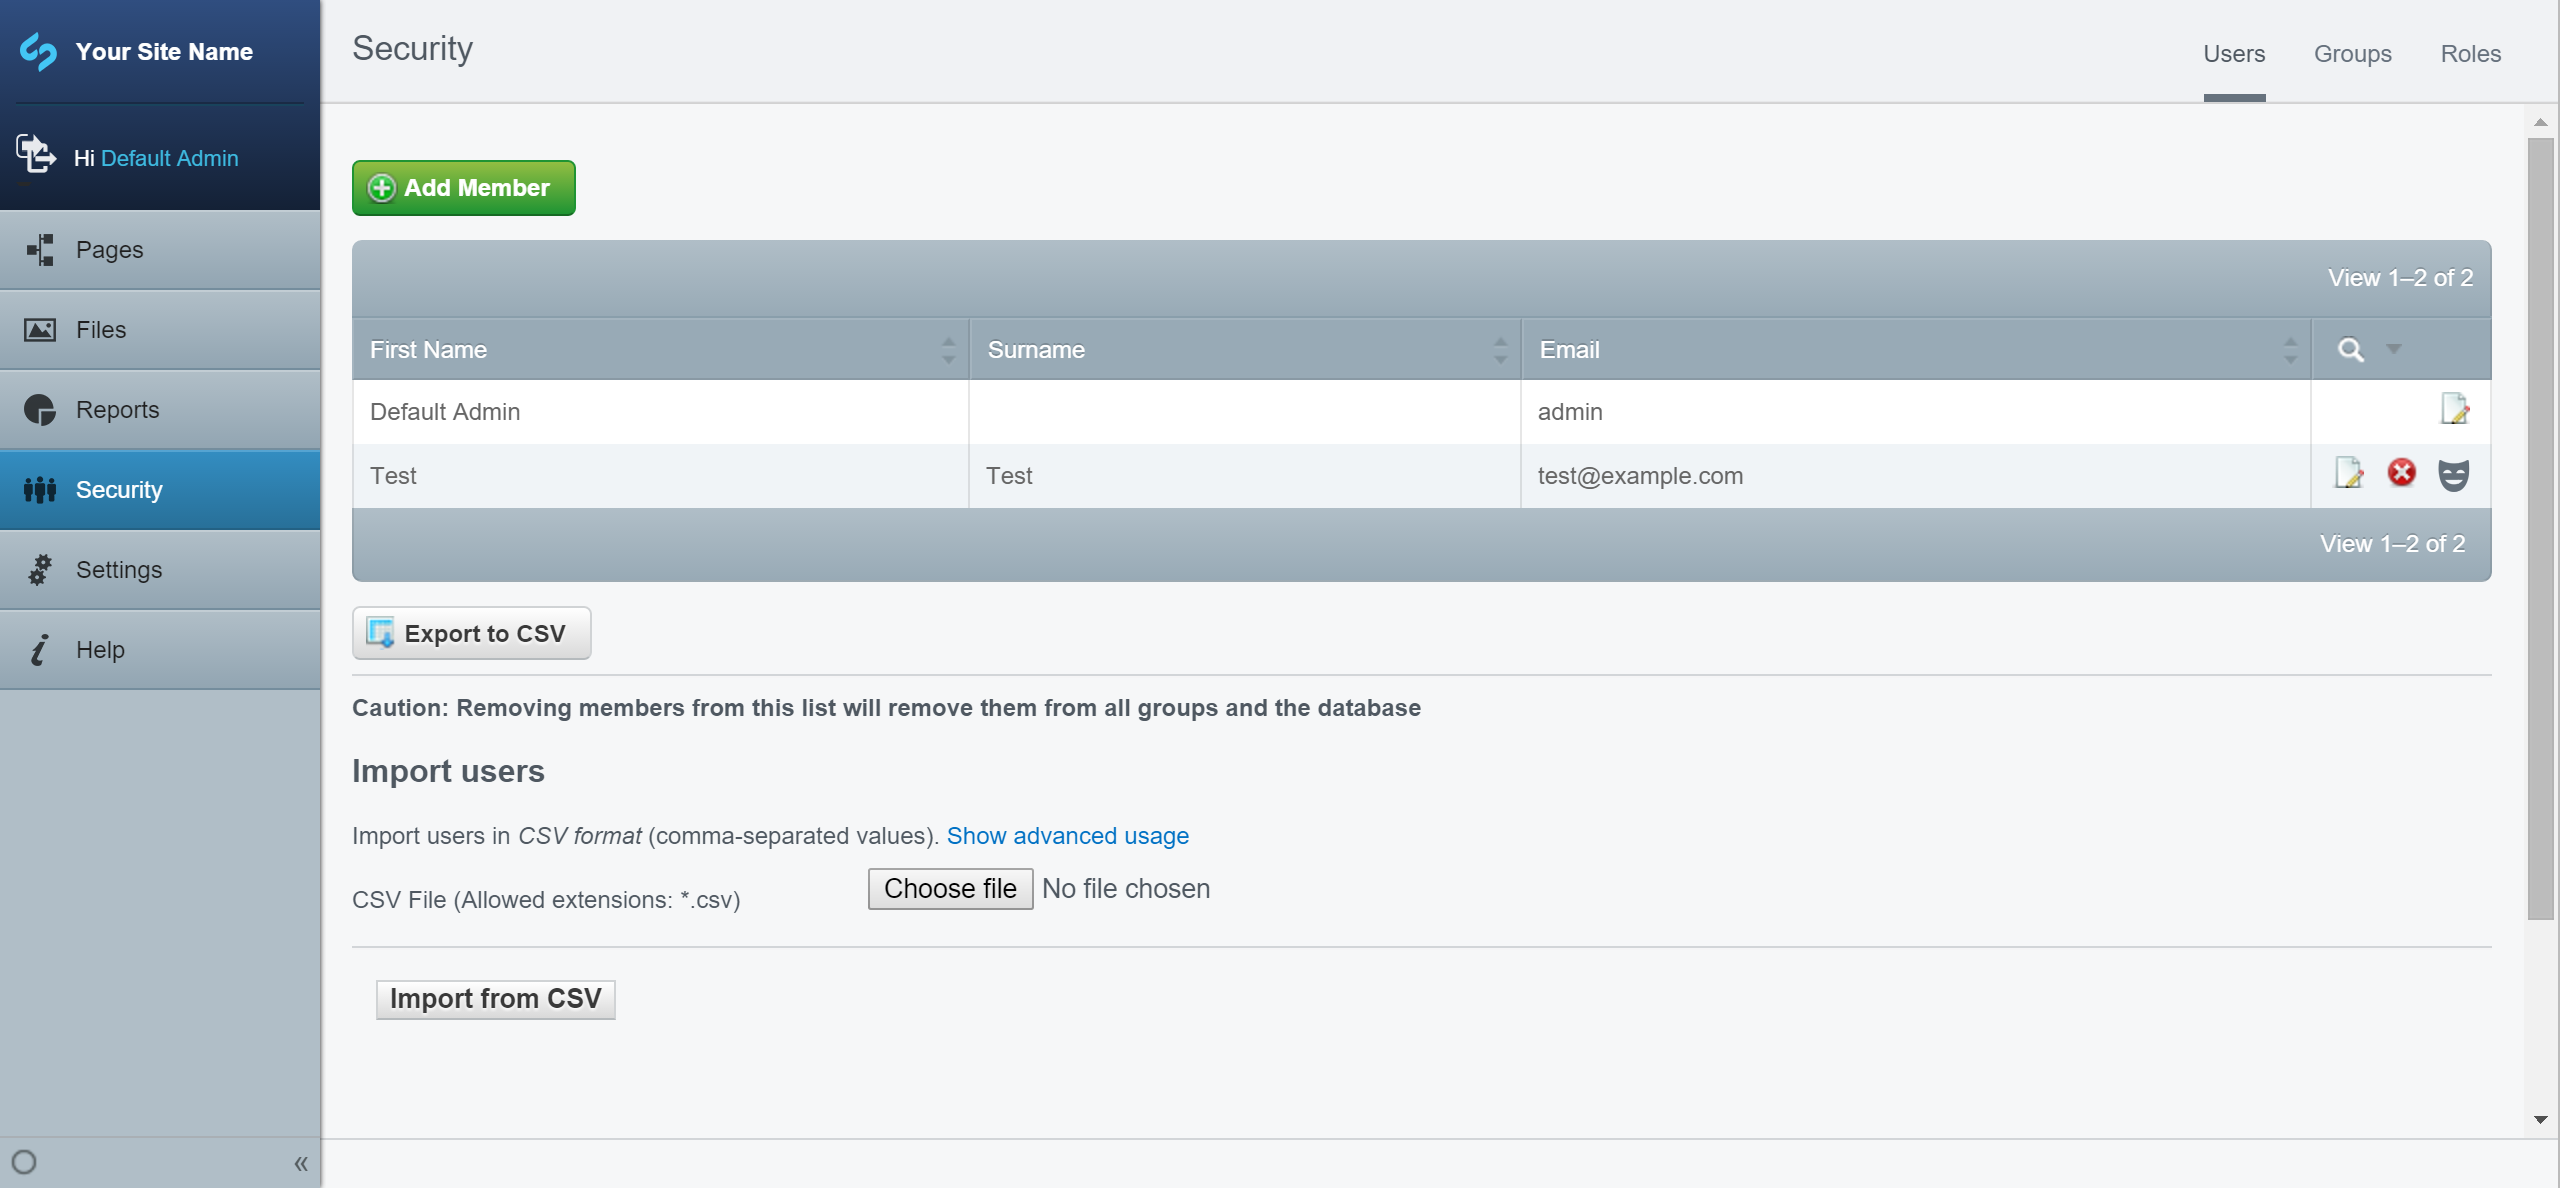 Your Site Name
Hi Default Admin
Pages
Files
Reports
Security
Settings
Help
«
Security
Users
Groups
Roles
Add Member
View 1–2 of 2
First Name
Surname
Email
Default Admin
admin
Test
Test
test@example.com
View 1–2 of 2
Export to CSV
Caution: Removing members from this list will remove them from all groups and the database
Import users
Import users in CSV format (comma-separated values). Show advanced usage
CSV File (Allowed extensions: *.csv)
Choose file
No file chosen
Import from CSV